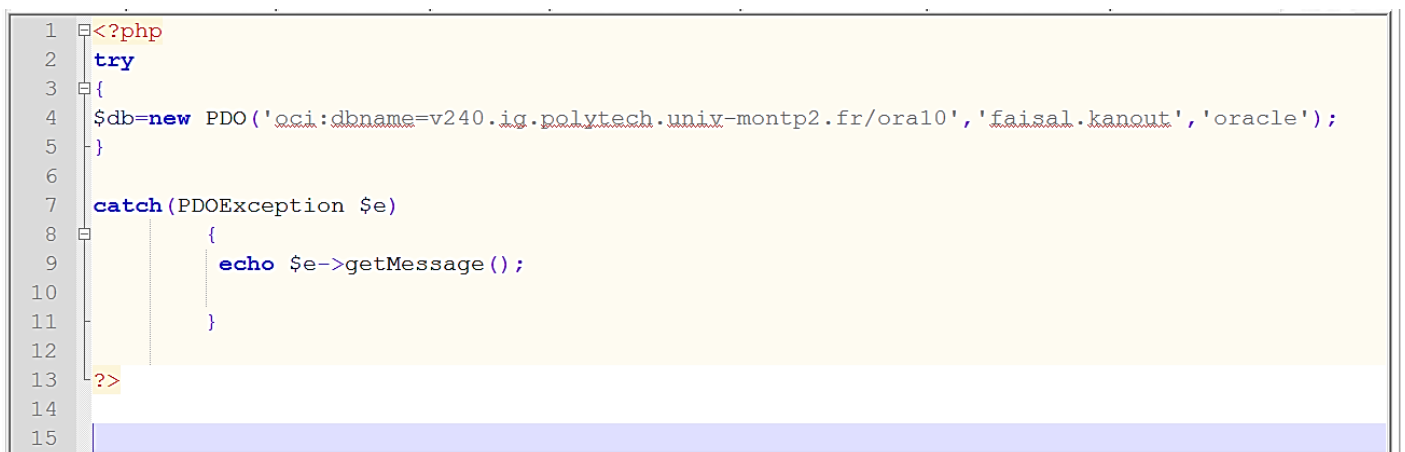 1 <?php
2 try
3 {
4 $db=new PDO('oci:dbname=v240.ig.polytech.univ-montp2.fr/ora10','faisal.kanout','oracle');
5 }
6
7 catch(PDOException $e)
8 {
9 echo $e->getMessage();
10
11 }
12
13 ?>
14
15